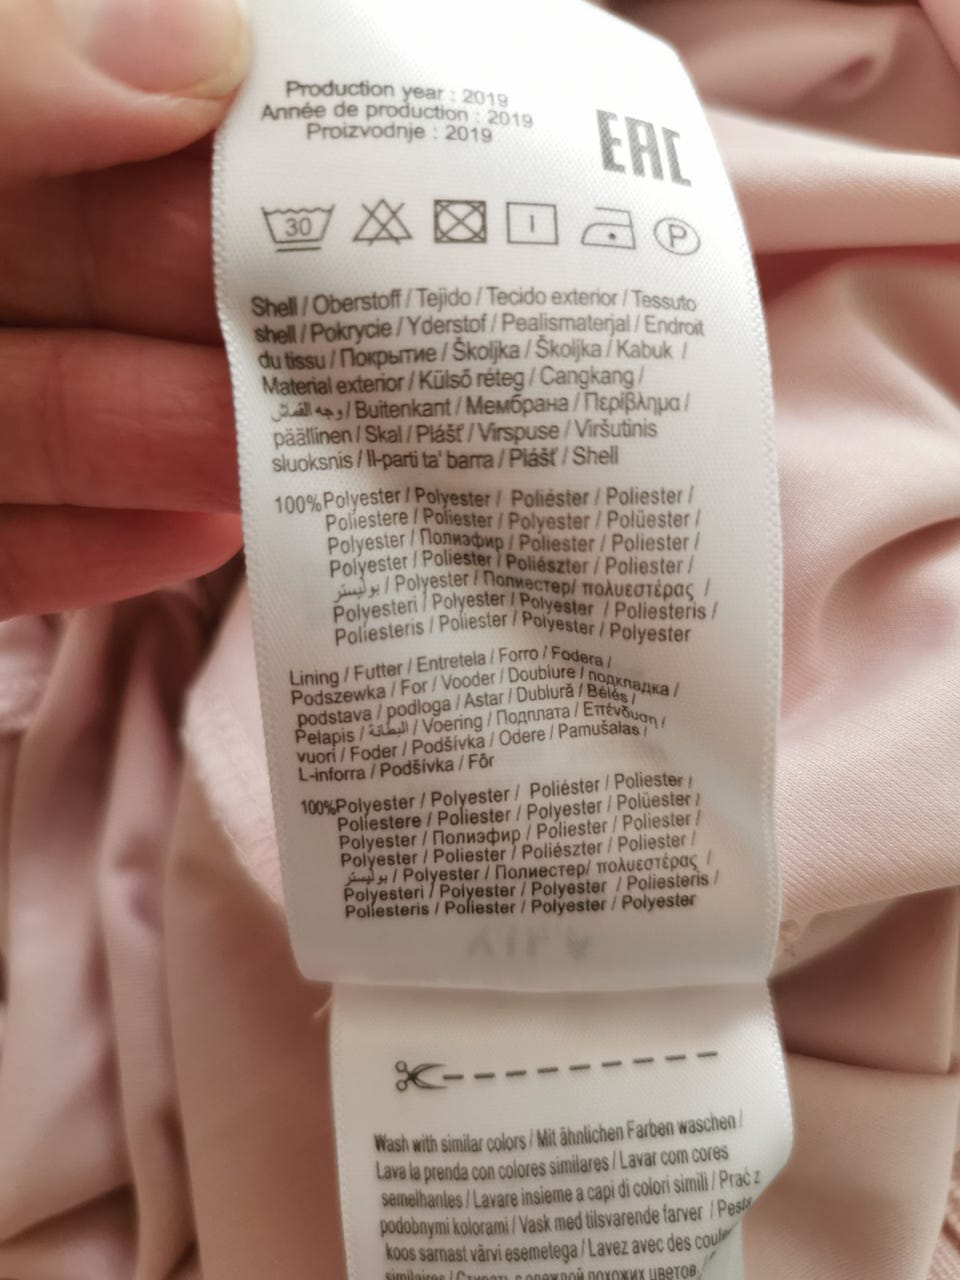 Production year : 2019
Année de production : 2019
Proizvodnje : 2019
EAC
30
P
Shell / Oberstoff / Tejido / Tecido exterior / Tessuto
shell / Pokrycie / Yderstof / Pealismaterjal / Endroit
du tissu / Покрытие / Školjka / Školjka / Kabuk /
Material exterior / Külső réteg / Cangkang /
وجه القماش / Buitenkant / Мембрана / Περίβλημα /
päällinen / Skal / Plášť / Virspuse / Viršutinis
sluoksnis / Il-parti ta' barra / Plášť / Shell
100%Polyester / Polyester / Poliéster / Poliester /
Poliestere / Poliester / Polyester / Polüester /
Polyester / Полиэфир / Poliester / Poliester /
Polyester / Poliester / Poliészter / Poliester /
بوليستر / Polyester / Полиестер/ πολυεστέρας /
Polyesteri / Polyester / Polyester / Poliesteris /
Poliesteris / Poliester / Polyester / Polyester
Lining / Futter / Entretela / Forro / Fodera /
Podszewka / For / Vooder / Doublure / подкладка /
podstava / podloga / Astar / Dublură / Bélés /
Pelapis / البطانة / Voering / Подплата / Επένδυση /
vuori / Foder / Podšívka / Odere / Pamušalas /
L-inforra / Podšívka / Fôr
100%Polyester / Polyester / Poliéster / Poliester /
Poliestere / Poliester / Polyester / Polüester /
Polyester / Полиэфир / Poliester / Poliester /
Polyester / Poliester / Poliészter / Poliester /
بوليستر / Polyester / Полиестер/ πολυεστέρας /
Polyesteri / Polyester / Polyester / Poliesteris /
Poliesteris / Poliester / Polyester / Polyester
Wash with similar colors / Mit ähnlichen Farben waschen /
Lava la prenda con colores similares / Lavar com cores
semelhantes / Lavare insieme a capi di colori simili / Prać z
podobnymi kolorami / Vask med tilsvarende farver / Pesta
koos sarnast värvi esemetega / Lavez avec des
similaires / Стирать с одеждой похожих цветов